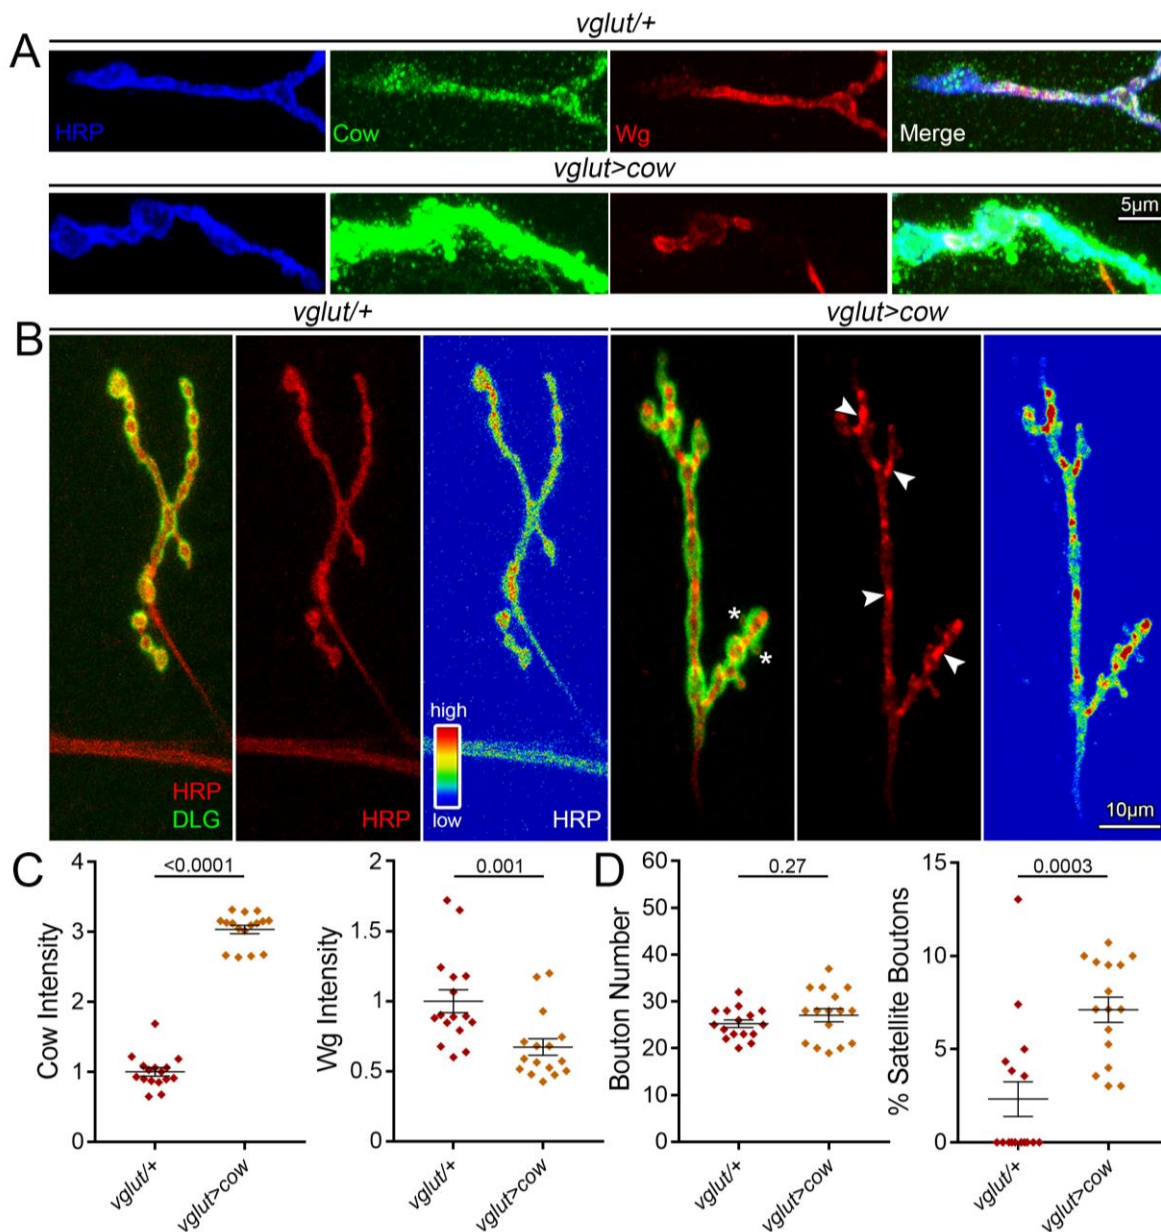 vglut/+
A
HRP
Cow
Wg
Merge
vglut>cow
5µm
vglut/+
vglut>cow
B
HRP
DLG
HRP
high
low
HRP
*
*
10µm
C
4
3
2
1
0
Cow Intensity
<0.0001
vglut/+
vglut>cow
2
1.5
1
0.5
0
Wg Intensity
0.001
vglut/+
vglut>cow
D
60
50
40
30
20
10
0
Bouton Number
0.27
vglut/+
vglut>cow
15
10
5
0
% Satellite Boutons
0.0003
vglut/+
vglut>cow